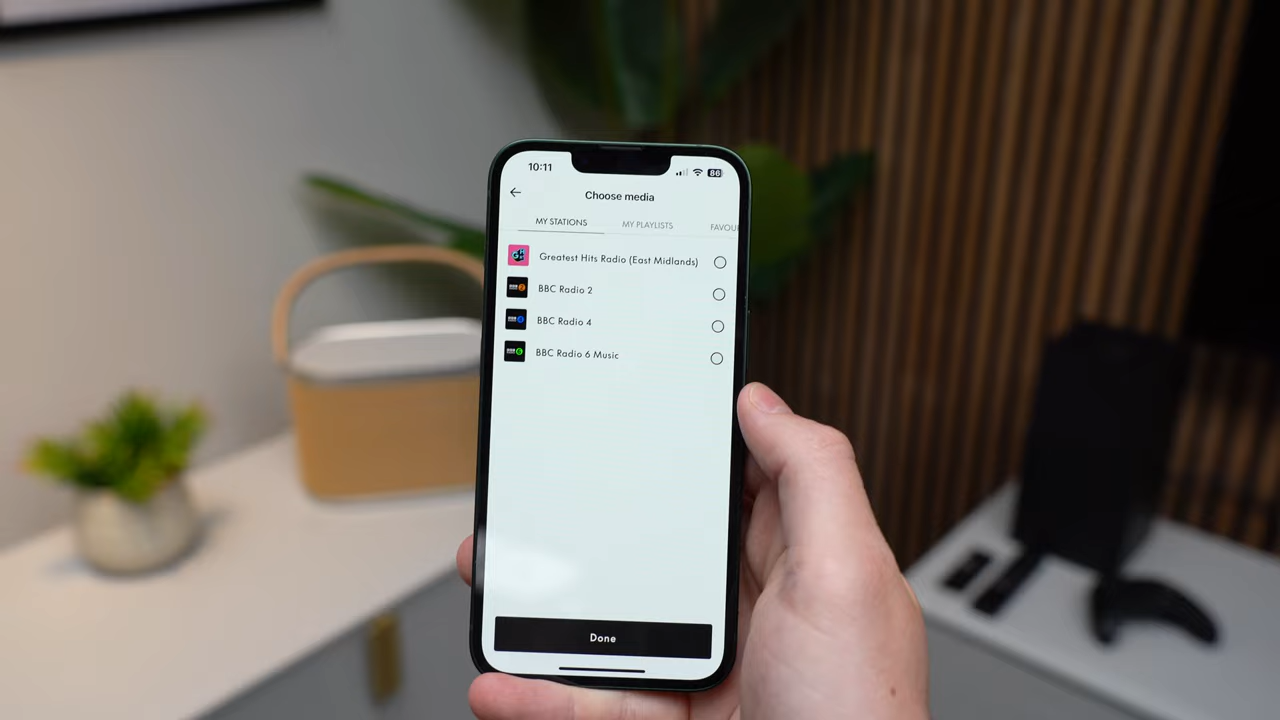 10:11
86
Choose media
MY STATIONS MY PLAYLISTS FAVOU
Greatest Hits Radio (East Midlands)
BBC Radio 2
BBC Radio 4
BBC Radio 6 Music
Done